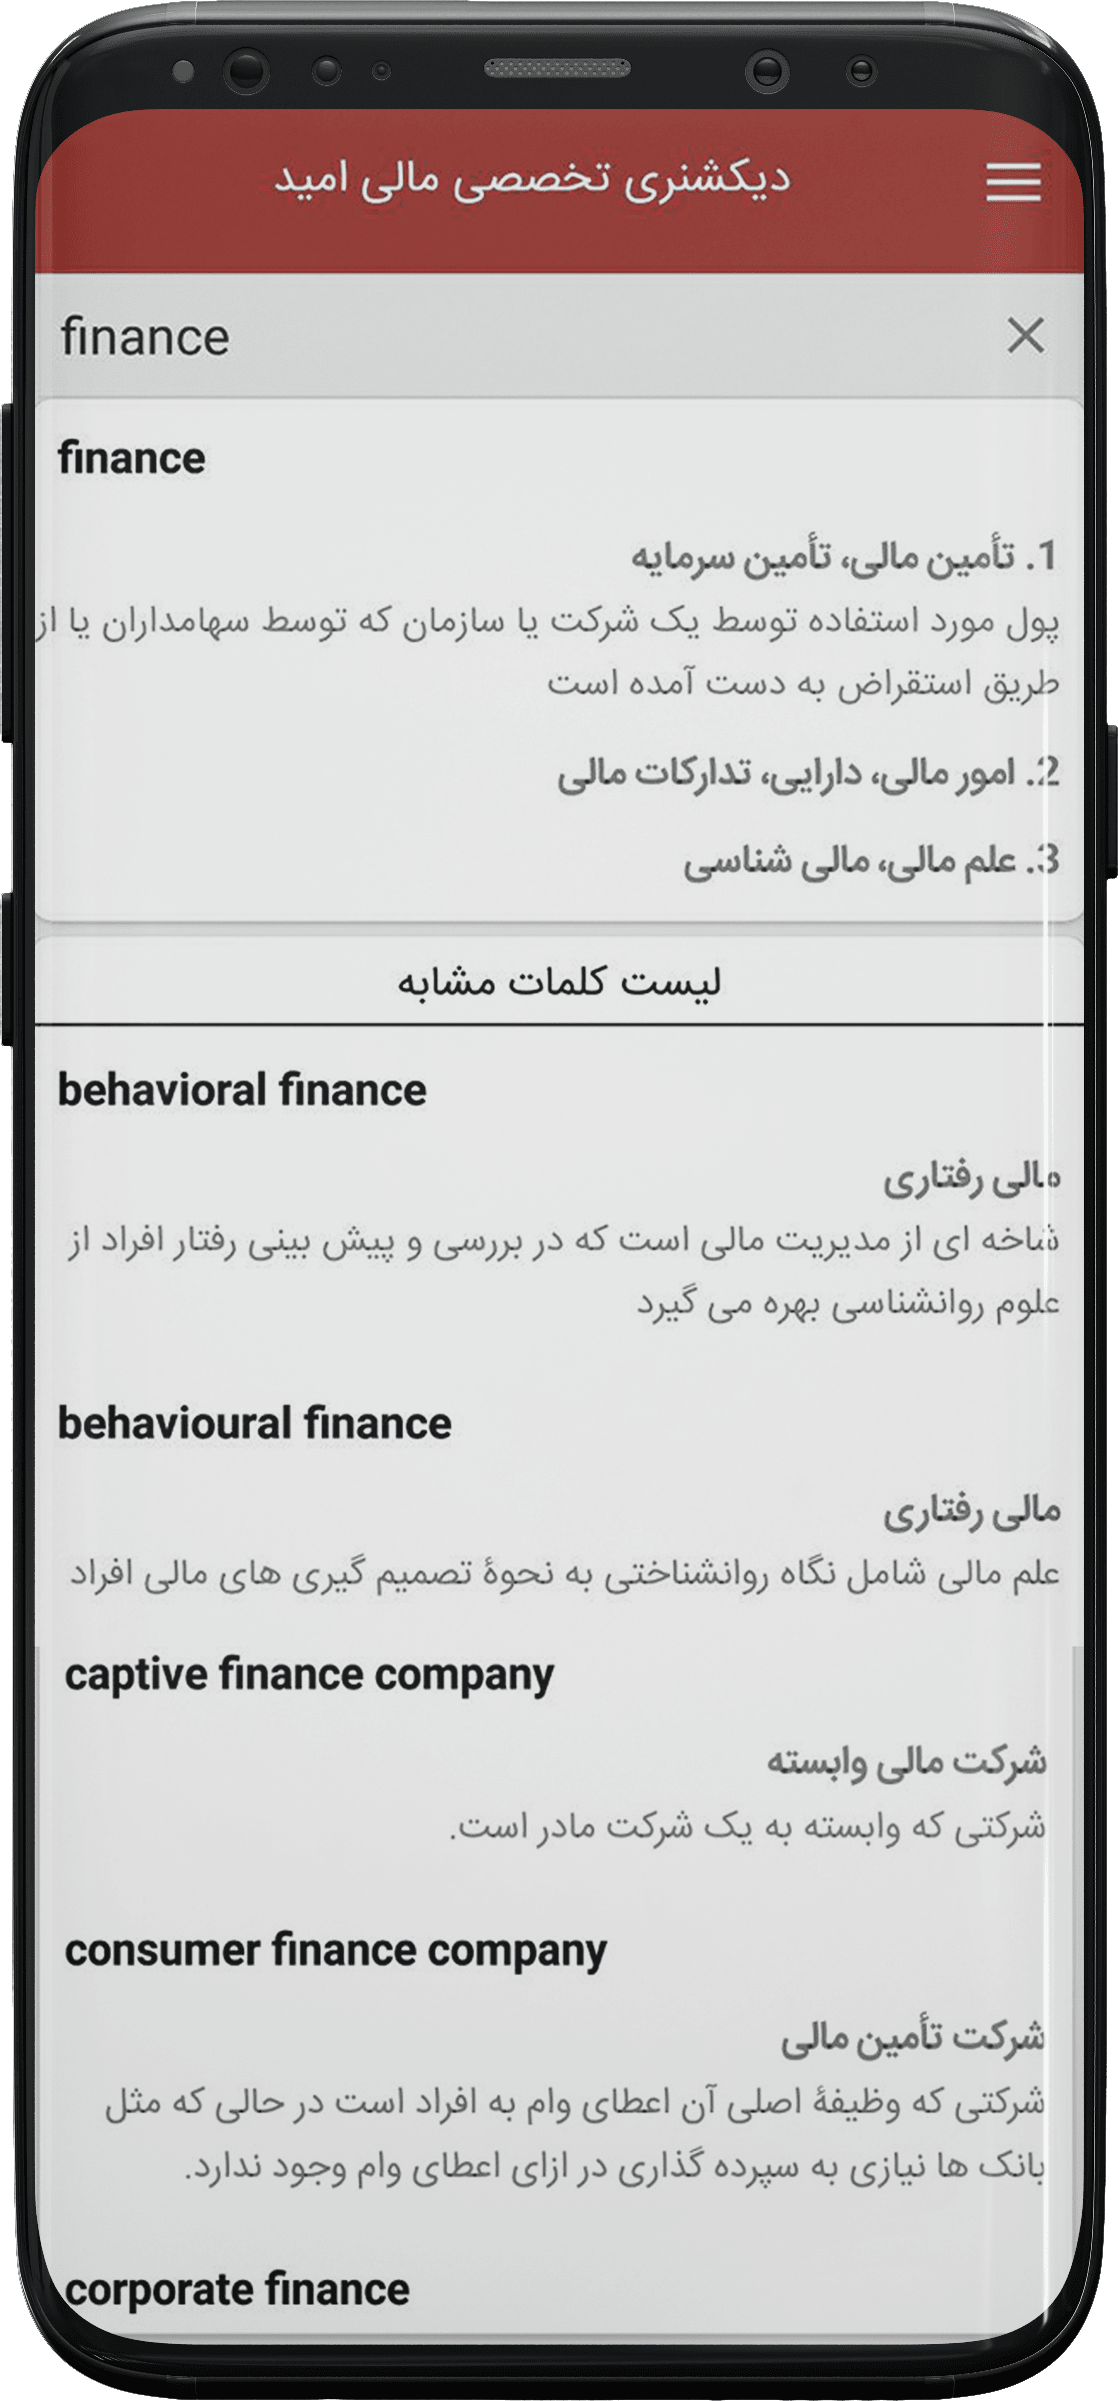 دیکشنری تخصصی مالی امید
finance
finance
1. تأمین مالی، تأمین سرمایه
پول مورد استفاده توسط یک شرکت یا سازمان که توسط سهامداران یا از
طریق استقراض به دست آمده است
2. امور مالی، دارایی، تدارکات مالی
3. علم مالی، مالی شناسی
لیست کلمات مشابه
behavioral finance
مالی رفتاری
شاخه ای از مدیریت مالی است که در بررسی و پیش بینی رفتار افراد از
علوم روانشناسی بهره می گیرد
behavioural finance
مالی رفتاری
علم مالی شامل نگاه روانشناختی به نحوۀ تصمیم گیری های مالی افراد
captive finance company
شرکت مالی وابسته
شرکتی که وابسته به یک شرکت مادر است.
consumer finance company
شرکت تأمین مالی
شرکتی که وظیفۀ اصلی آن اعطای وام به افراد است در حالی که مثل
بانک ها نیازی به سپرده گذاری در ازای اعطای وام وجود ندارد.
corporate finance